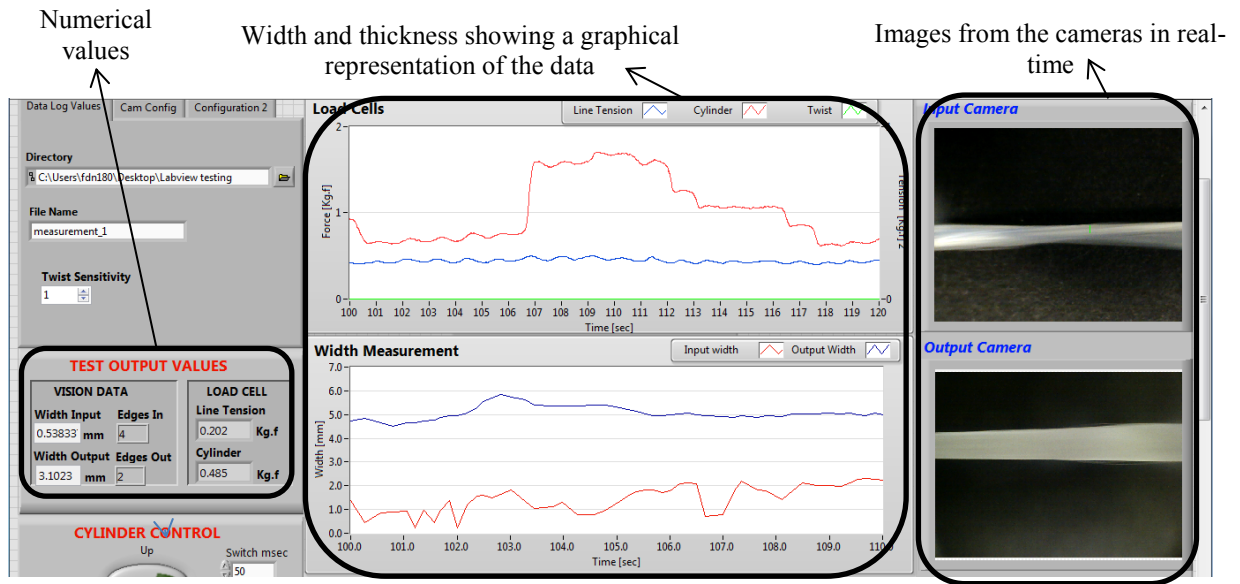 Numerical
values
Width and thickness showing a graphical
representation of the data
Images from the cameras in real-
time
Data Log Values
Cam Config
Configuration 2
Directory
C:\Users\fdn180\Desktop\Labview testing
File Name
measurement_1
Twist Sensitivity
1
TEST OUTPUT VALUES
VISION DATA
Width Input
Edges In
0.53833
mm
4
Width Output
Edges Out
3.1023
mm
2
LOAD CELL
Line Tension
0.202
Kg.f
Cylinder
0.485
Kg.f
CYLINDER CONTROL
Up
Switch msec
50
Load Cells
Line Tension
Cylinder
Twist
Force [Kg.f]
2
1
0
Tension [Kg.f] 2
0
100 101 102 103 104 105 106 107 108 109 110 111 112 113 114 115 116 117 118 119 120
Time [sec]
Width Measurement
Input width
Output Width
Width [mm]
7.0
6.0
5.0
4.0
3.0
2.0
1.0
0.0
100.0 101.0 102.0 103.0 104.0 105.0 106.0 107.0 108.0 109.0 110.0
Time [sec]
Input Camera
Output Camera